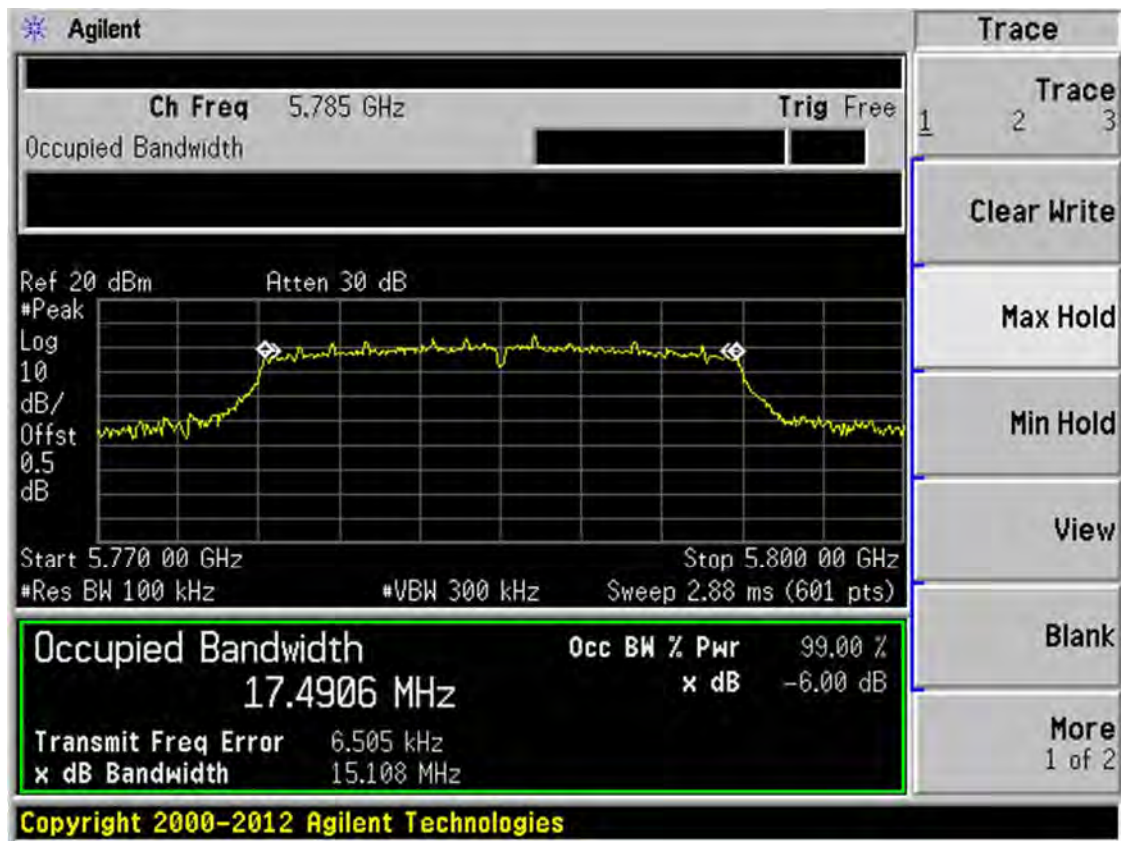 Agilent
Trace
Ch Freq 5.785 GHz Trig Free
Occupied Bandwidth
Trace
1 2 3
Clear Write
Max Hold
Min Hold
View
Blank
More
1 of 2
Ref 20 dBm Atten 30 dB
#Peak
Log
10
dB/
Offst
0.5
dB
Start 5.770 00 GHz Stop 5.800 00 GHz
#Res BW 100 kHz #VBW 300 kHz Sweep 2.88 ms (601 pts)
Occupied Bandwidth
17.4906 MHz
Occ BW % Pwr 99.00 %
x dB -6.00 dB
Transmit Freq Error 6.505 kHz
x dB Bandwidth 15.108 MHz
Copyright 2000-2012 Agilent Technologies